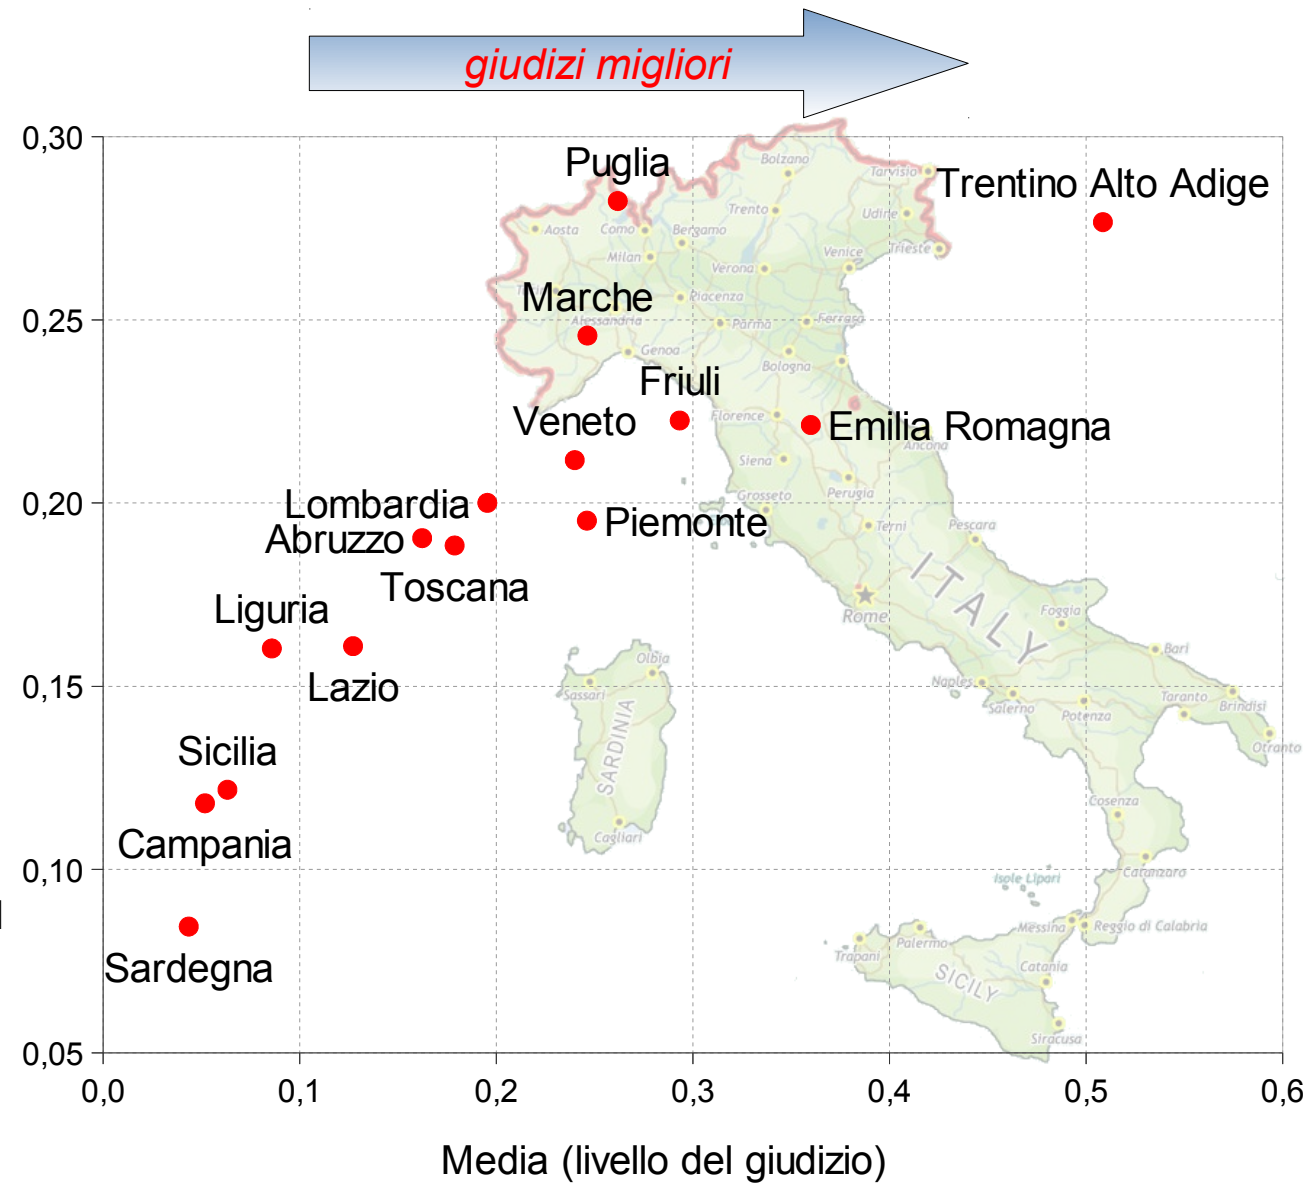 giudizi migliori
0,30
Puglia
Bolzano
Tarvisio
Trentino Alto Adige
Trento
Udine
Aosta
Como
Bergamo
Milan
Verona
Venice
Trieste
Marche
Piacenza
0,25
Alessandria
Parma
Ferrara
Genoa
Bologna
Friuli
Veneto
Florence
Emilia Romagna
Ancona
Siena
Lombardia
0,20
Grosseto
Perugia
Piemonte
Terni
Pescara
Abruzzo
Toscana
ITALY
Liguria
Rome
Foggia
Lazio
Olbia
Bari
0,15
Sassari
Naples
Salerno
Potenza
Taranto
Brindisi
Otranto
SARDINIA
Sicilia
Cosenza
Campania
Cagliari
0,10
Catanzaro
Isole Lipari
Messina
Reggio di Calabria
Trapani
Palermo
Sardegna
SICILY
Catania
Siracusa
0,05
0,0 0,1 0,2 0,3 0,4 0,5 0,6
Media (livello del giudizio)